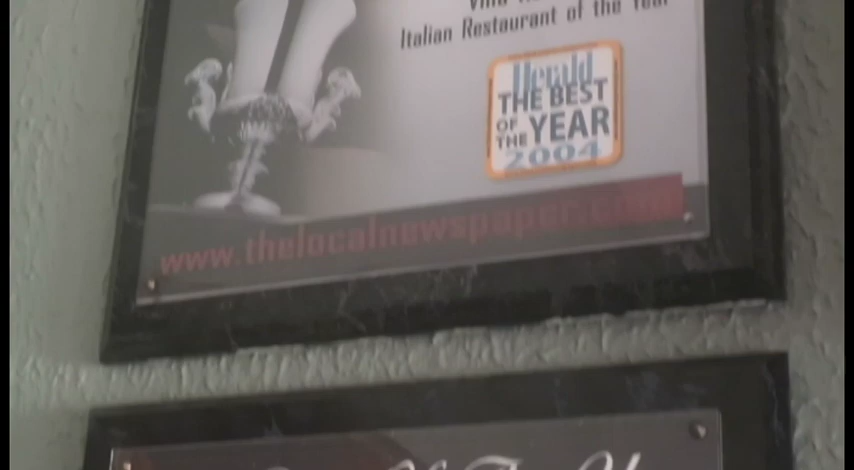 Italian Restaurant of the Year
Herald
THE BEST
OF THE YEAR
2004
www.thelocalnewspaper.com